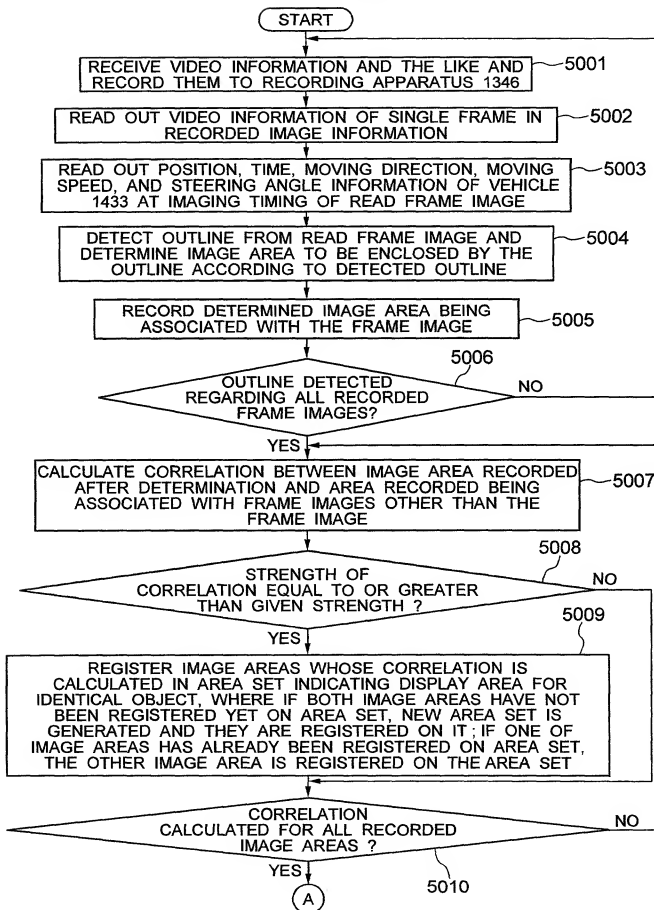 START
RECEIVE VIDEO INFORMATION AND THE LIKE AND
RECORD THEM TO RECORDING APPARATUS 1346
5001
READ OUT VIDEO INFORMATION OF SINGLE FRAME IN
RECORDED IMAGE INFORMATION
5002
READ OUT POSITION, TIME, MOVING DIRECTION, MOVING
SPEED, AND STEERING ANGLE INFORMATION OF VEHICLE
1433 AT IMAGING TIMING OF READ FRAME IMAGE
5003
DETECT OUTLINE FROM READ FRAME IMAGE AND
DETERMINE IMAGE AREA TO BE ENCLOSED BY THE
OUTLINE ACCORDING TO DETECTED OUTLINE
5004
RECORD DETERMINED IMAGE AREA BEING
ASSOCIATED WITH THE FRAME IMAGE
5005
5006
OUTLINE DETECTED
REGARDING ALL RECORDED
FRAME IMAGES?
NO
YES
CALCULATE CORRELATION BETWEEN IMAGE AREA RECORDED
AFTER DETERMINATION AND AREA RECORDED BEING
ASSOCIATED WITH FRAME IMAGES OTHER THAN THE
FRAME IMAGE
5007
5008
STRENGTH OF
CORRELATION EQUAL TO OR GREATER
THAN GIVEN STRENGTH ?
NO
YES
5009
REGISTER IMAGE AREAS WHOSE CORRELATION IS
CALCULATED IN AREA SET INDICATING DISPLAY AREA FOR
IDENTICAL OBJECT, WHERE IF BOTH IMAGE AREAS HAVE NOT
BEEN REGISTERED YET ON AREA SET, NEW AREA SET IS
GENERATED AND THEY ARE REGISTERED ON IT; IF ONE OF
IMAGE AREAS HAS ALREADY BEEN REGISTERED ON AREA SET,
THE OTHER IMAGE AREA IS REGISTERED ON THE AREA SET
CORRELATION
CALCULATED FOR ALL RECORDED
IMAGE AREAS ?
NO
YES
5010
A